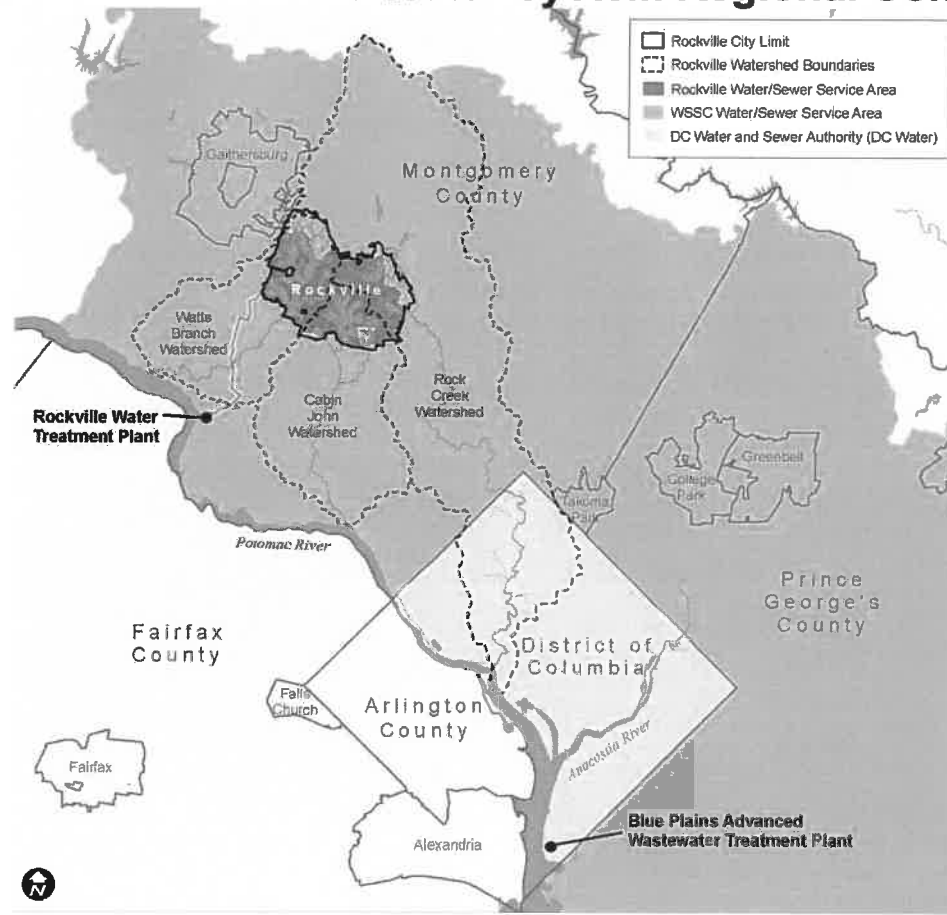 Rockville City Limit
Rockville Watershed Boundaries
Rockville Water/Sewer Service Area
WSSC Water/Sewer Service Area
DC Water and Sewer Authority (DC Water)
Gaithersburg
Montgomery
County
Rockville
Watts
Branch
Watershed
Rockville Water
Treatment Plant
Cabin
John
Watershed
Rock
Creek
Watershed
Takoma
Park
College
Park
Greenbelt
Potomac River
Prince
George's
County
Fairfax
County
District of
Columbia
Falls
Church
Arlington
County
Anacostia River
Fairfax
Alexandria
Blue Plains Advanced
Wastewater Treatment Plant
N